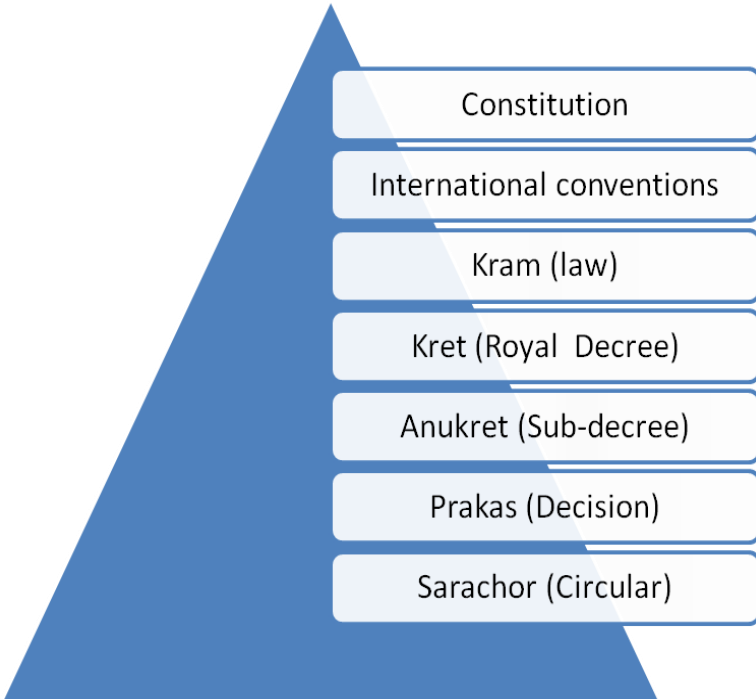 Constitution
International conventions
Kram (law)
Kret (Royal  Decree)
Anukret (Sub-decree)
Prakas (Decision)
Sarachor (Circular)